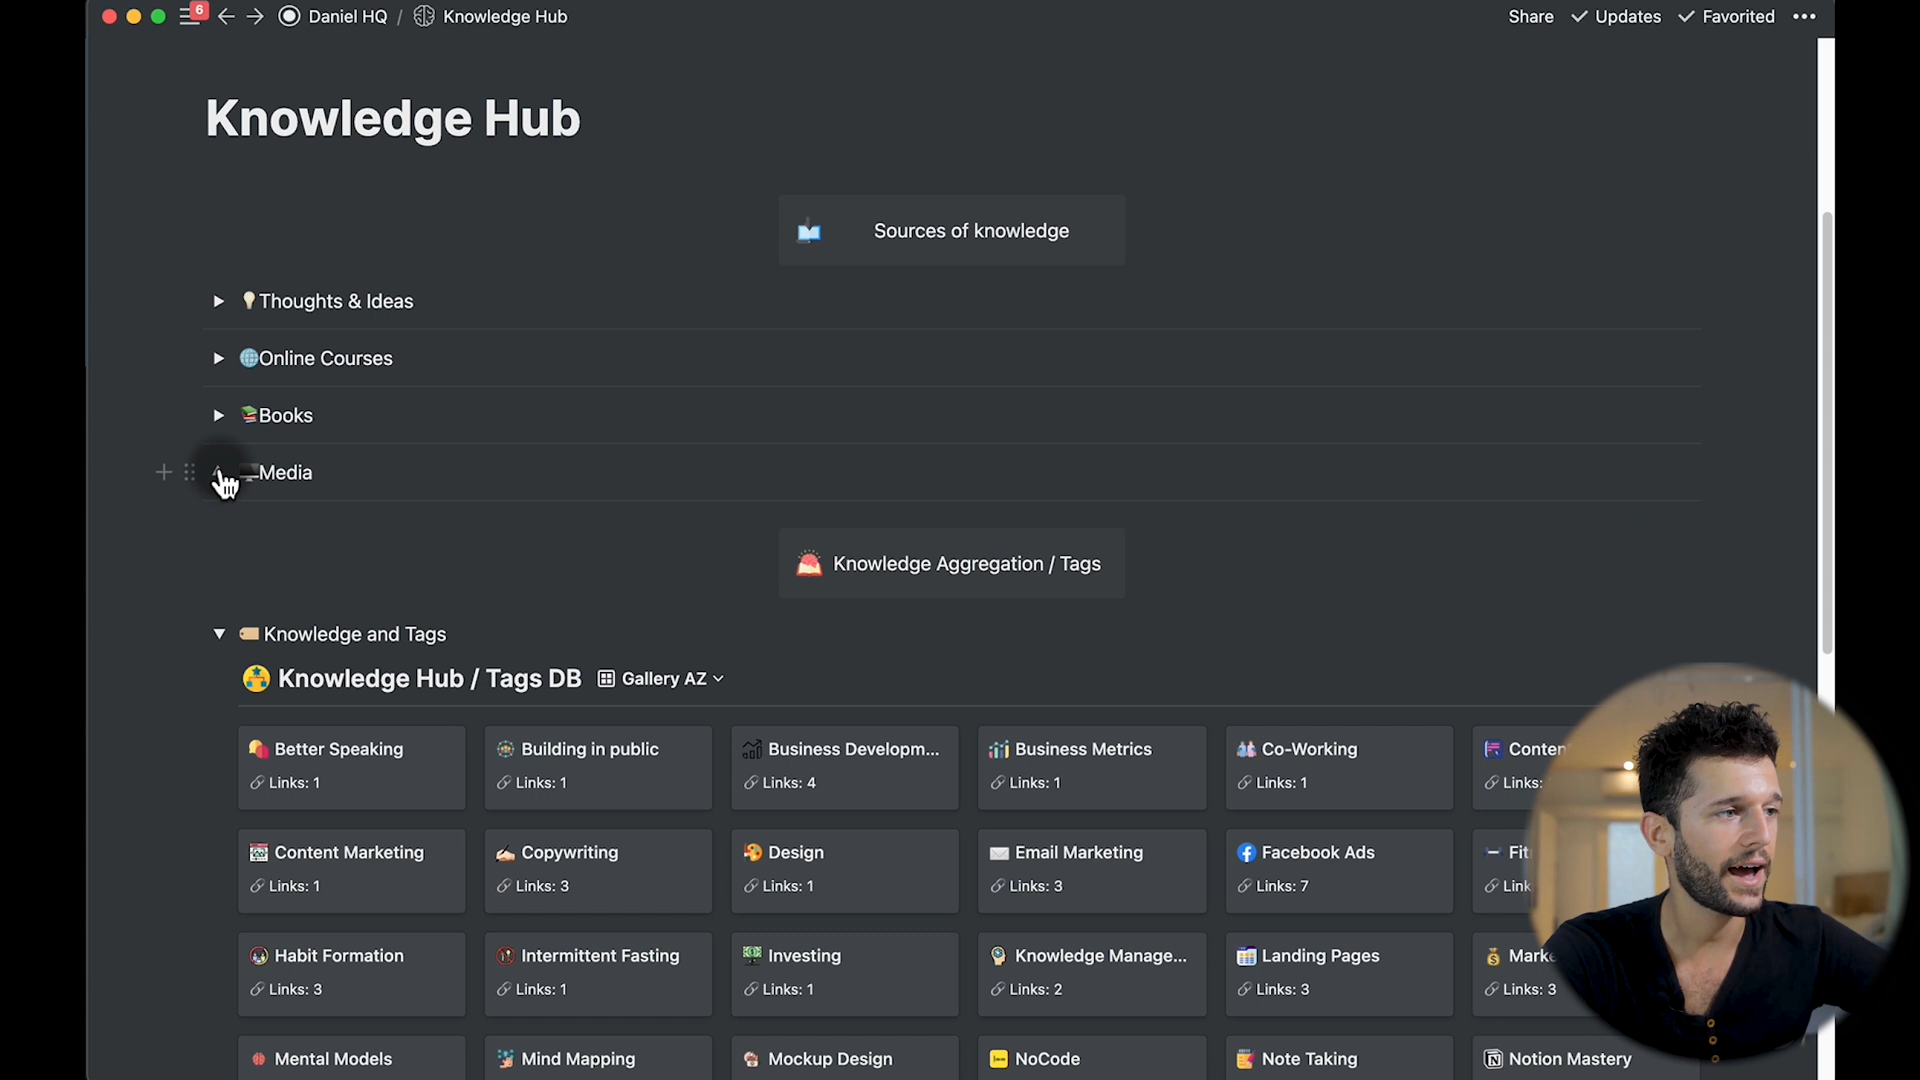 6 Daniel HQ / Knowledge Hub Share Updates Favorited
Knowledge Hub
Sources of knowledge
Thoughts & Ideas
Online Courses
Books
Media
Knowledge Aggregation / Tags
Knowledge and Tags
Knowledge Hub / Tags DB Gallery AZ
Better Speaking Building in public Business Developm... Business Metrics Co-Working
Links: 1 Links: 1 Links: 4 Links: 1 Links: 1 Links:
Content Marketing Copywriting Design Email Marketing Facebook Ads
Links: 1 Links: 3 Links: 1 Links: 3 Links: 7
Habit Formation Intermittent Fasting Investing Knowledge Manage... Landing Pages
Links: 3 Links: 1 Links: 1 Links: 2 Links: 3 Links: 3
Mental Models Mind Mapping Mockup Design NoCode Note Taking Notion Mastery